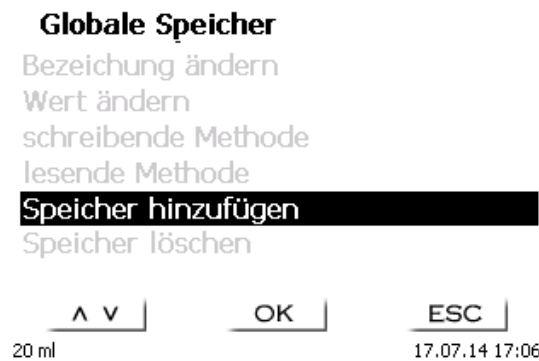 Globale Speicher
Bezeichung ändern
Wert ändern
schreibende Methode
lesende Methode
Speicher hinzufügen
Speicher löschen
∧ ∨ OK ESC
20 ml 17.07.14 17:06